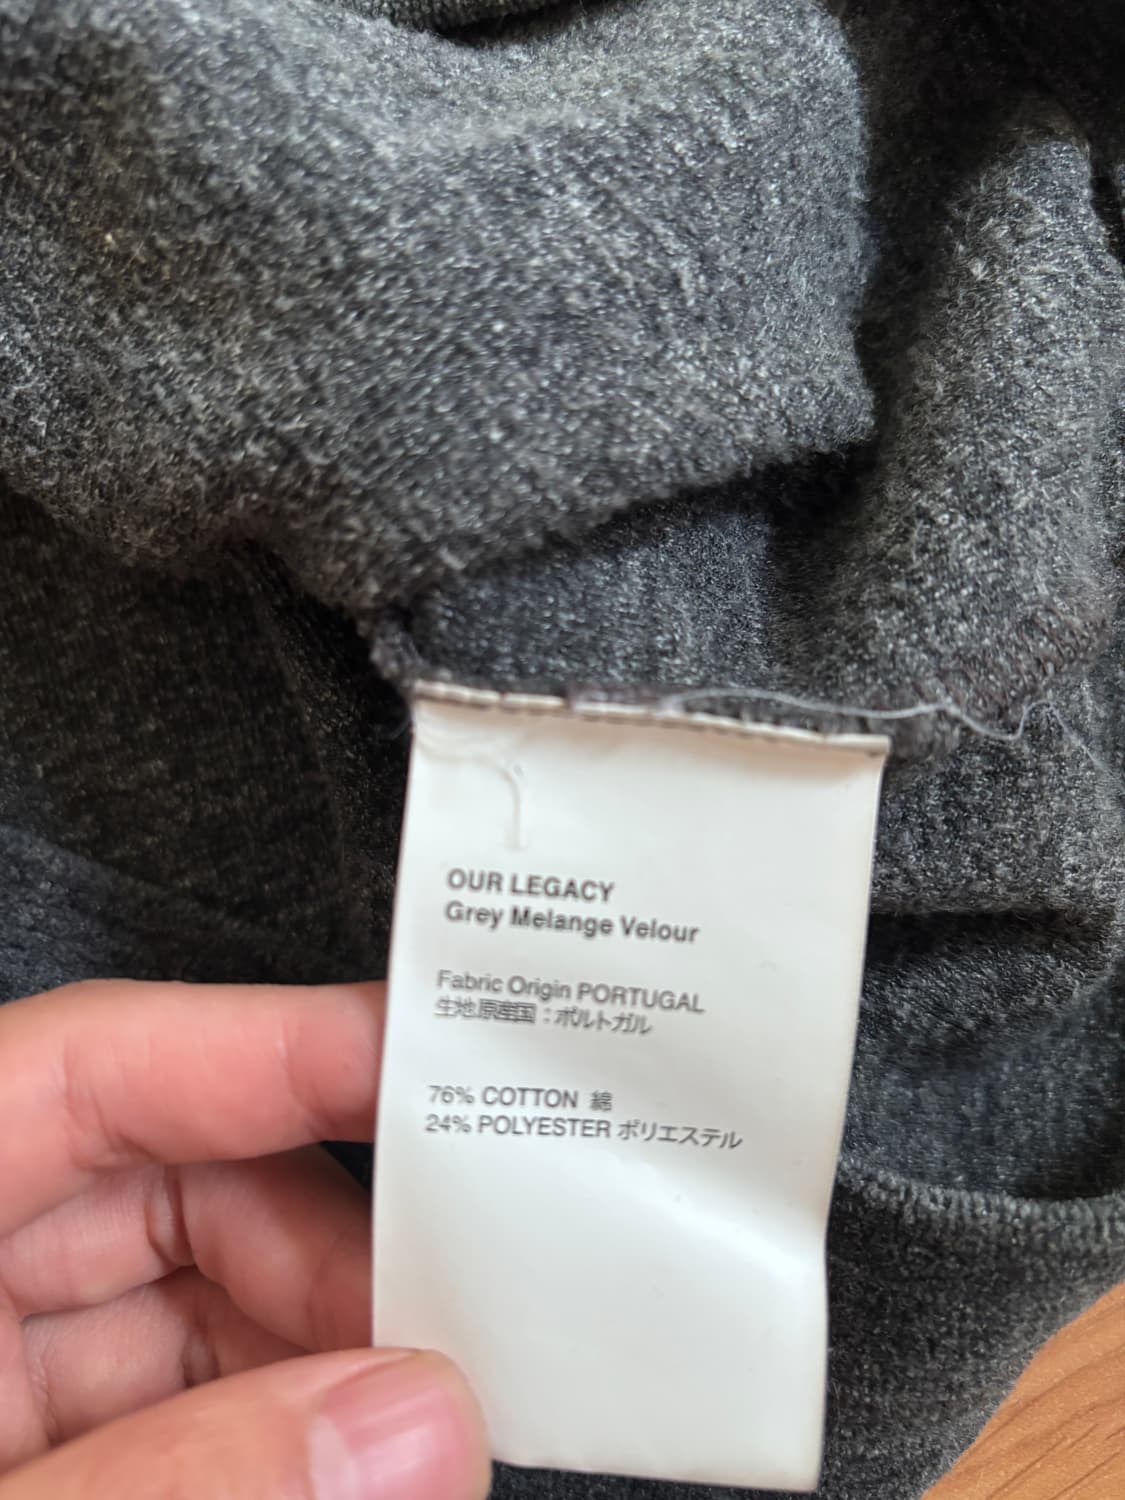 OUR LEGACY
Grey Melange Velour
Fabric Origin PORTUGAL
生地原産国：ポルトガル
76% COTTON 綿
24% POLYESTER ポリエステル